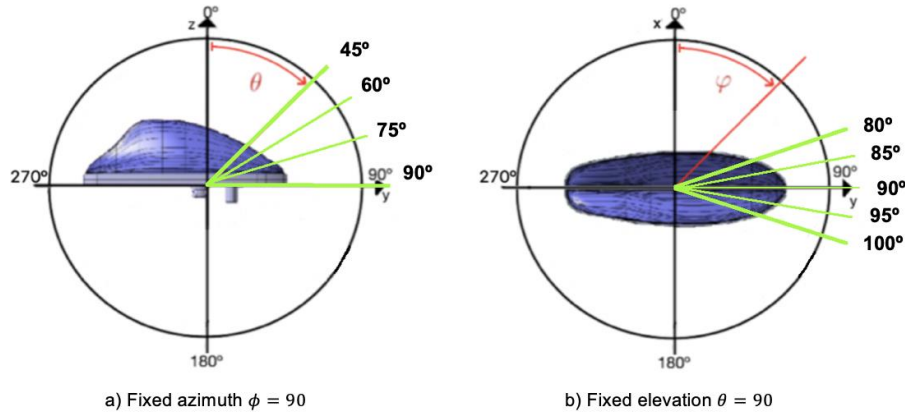 z 0º
45º
θ
60º
75º
270º
90º
90º
y
180º
a) Fixed azimuth ϕ = 90
x 0º
φ
80º
85º
270º
90º
90º
y
95º
100º
180º
b) Fixed elevation θ = 90